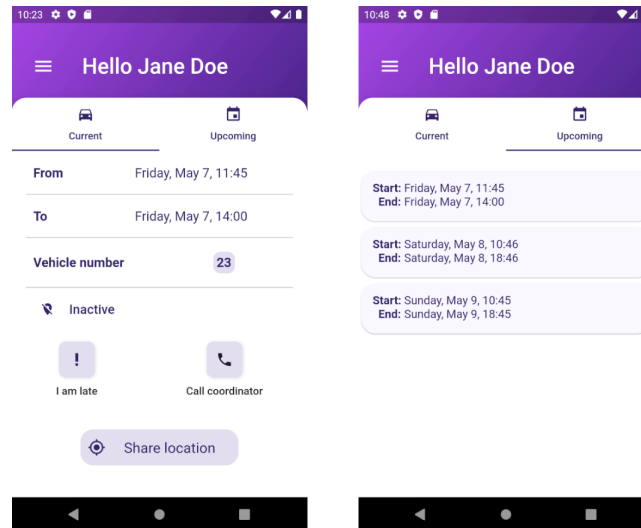 10:23
Hello Jane Doe
Current Upcoming
From Friday, May 7, 11:45
To Friday, May 7, 14:00
Vehicle number 23
Inactive
!
I am late Call coordinator
Share location
10:48
Hello Jane Doe
Current Upcoming
Start: Friday, May 7, 11:45
End: Friday, May 7, 14:00
Start: Saturday, May 8, 10:46
End: Saturday, May 8, 18:46
Start: Sunday, May 9, 10:45
End: Sunday, May 9, 18:45